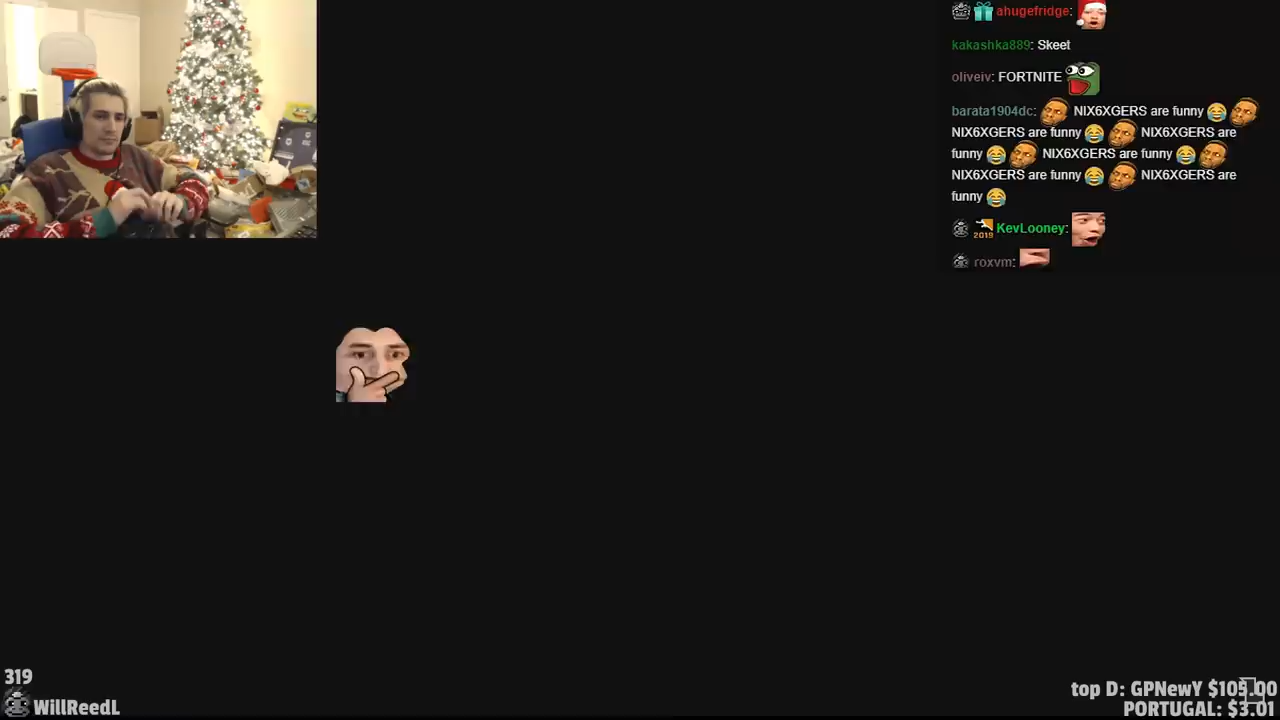 ahugefridge:
kakashka889: Skeet
oliveiv: FORTNITE
barata1904dc: NIX6XGERS are funny
NIX6XGERS are funny NIX6XGERS are
funny NIX6XGERS are funny
NIX6XGERS are funny NIX6XGERS are
funny
2019 KevLooney:
roxvm:
319
WillReedL
top D: GPNewY $105.00
PORTUGAL: $3.01